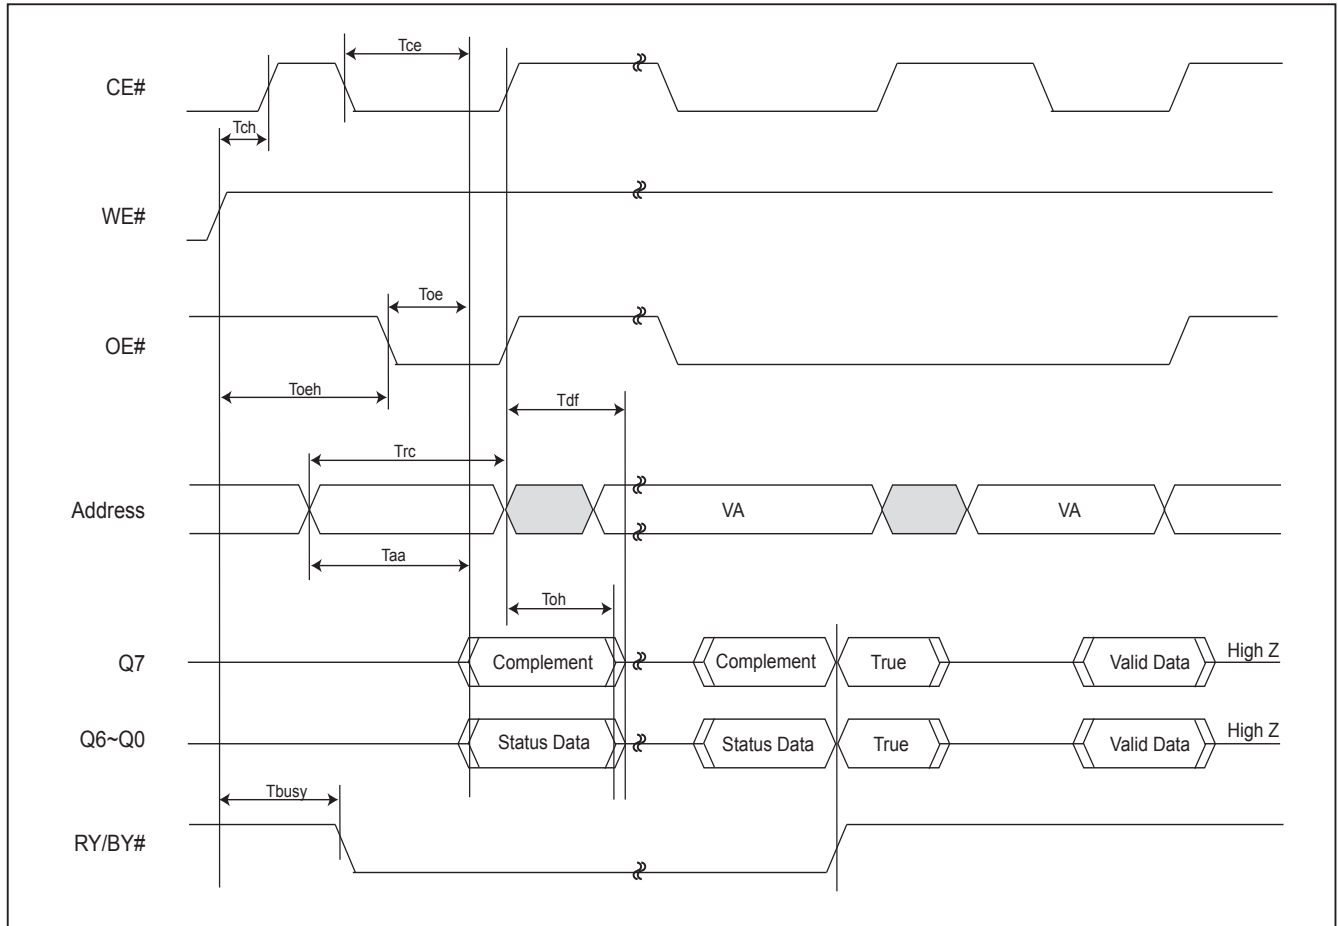 Tce
CE#
Tch
WE#
Toe
OE#
Toeh
Tdf
Trc
Address
VA
VA
Taa
Toh
Q7
Complement
Complement
True
Valid Data
High Z
Q6~Q0
Status Data
Status Data
True
Valid Data
High Z
Tbusy
RY/BY#